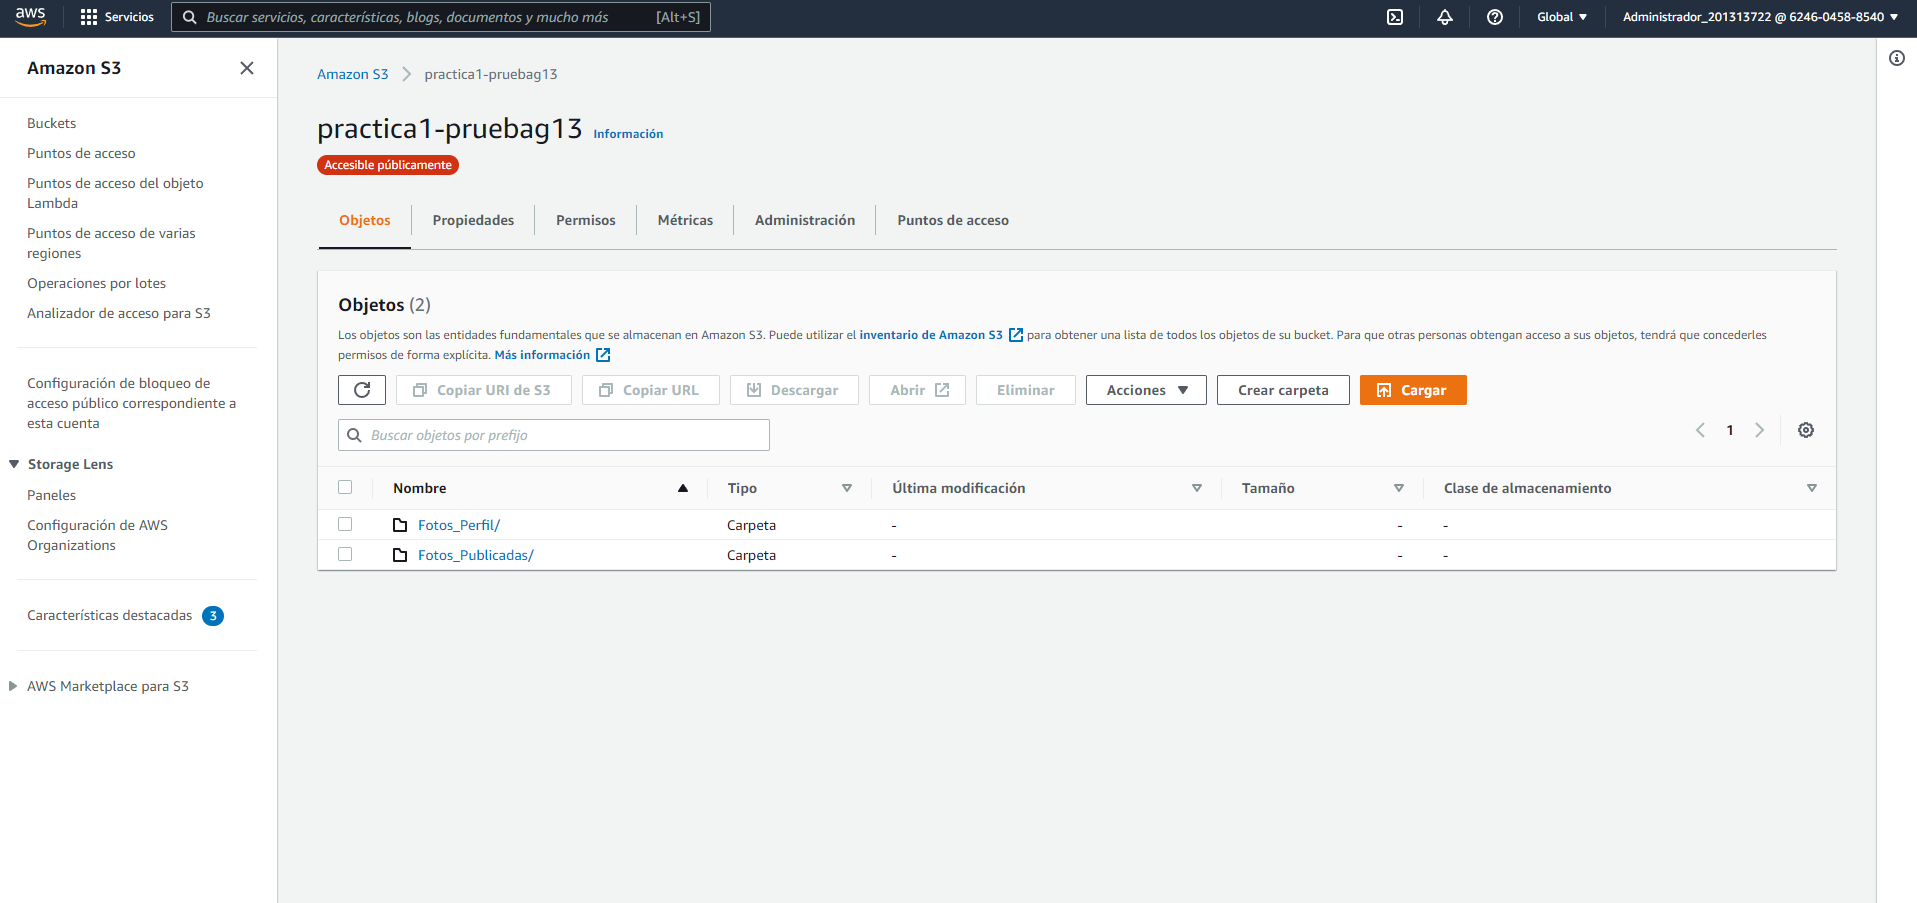 aws
Servicios
Buscar servicios, características, blogs, documentos y mucho más [Alt+S]
Global
Administrador_201313722 @ 6246-0458-8540
Amazon S3
Buckets
Puntos de acceso
Puntos de acceso del objeto
Lambda
Puntos de acceso de varias
regiones
Operaciones por lotes
Analizador de acceso para S3
Configuración de bloqueo de
acceso público correspondiente a
esta cuenta
Storage Lens
Paneles
Configuración de AWS
Organizations
Características destacadas 3
AWS Marketplace para S3
Amazon S3 practica1-pruebag13
practica1-pruebag13 Información
Accesible públicamente
Objetos Propiedades Permisos Métricas Administración Puntos de acceso
Objetos (2)
Los objetos son las entidades fundamentales que se almacenan en Amazon S3. Puede utilizar el inventario de Amazon S3 para obtener una lista de todos los objetos de su bucket. Para que otras personas obtengan acceso a sus objetos, tendrá que concederles
permisos de forma explícita. Más información
Copiar URI de S3 Copiar URL Descargar Abrir Eliminar Acciones Crear carpeta Cargar
Buscar objetos por prefijo
1
Nombre Tipo Última modificación Tamaño Clase de almacenamiento
Fotos_Perfil/ Carpeta - - -
Fotos_Publicadas/ Carpeta - - -